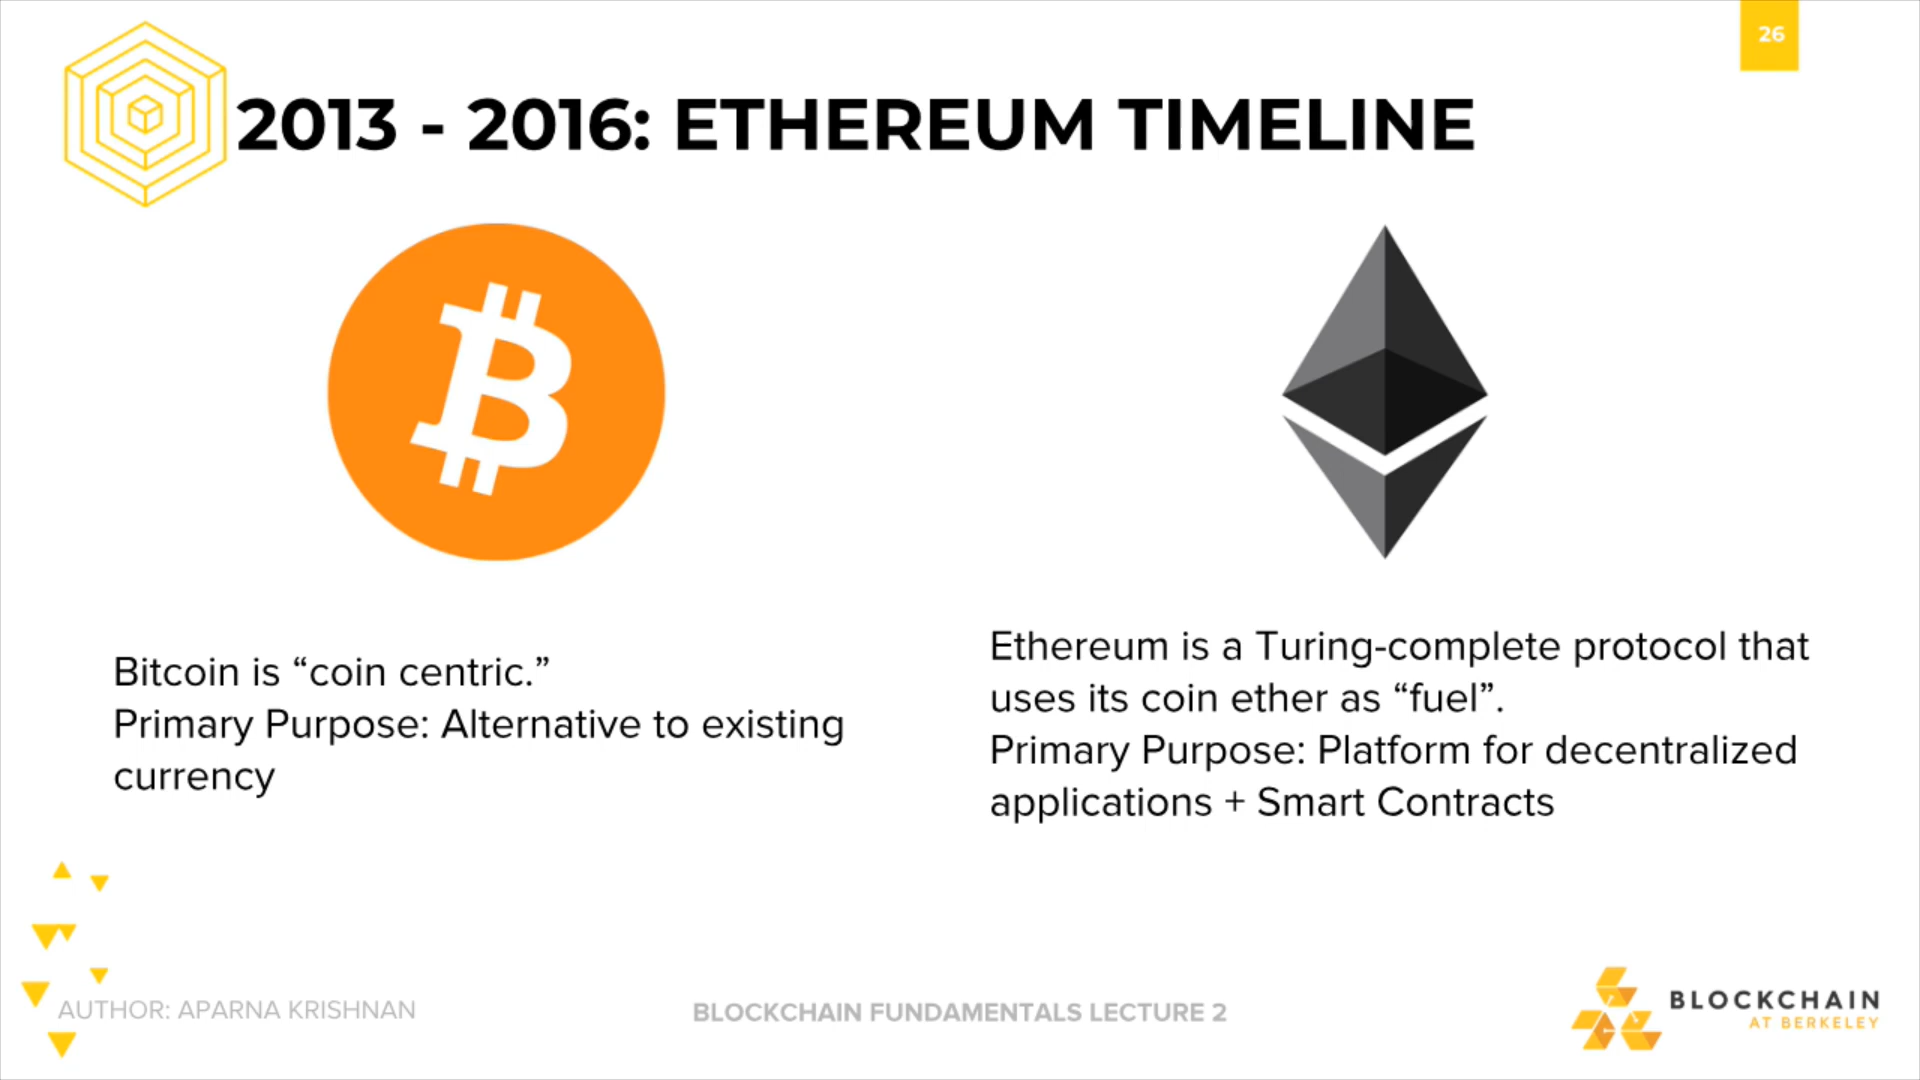 26
2013 - 2016: ETHEREUM TIMELINE
Bitcoin is “coin centric.”
Primary Purpose: Alternative to existing
currency
Ethereum is a Turing-complete protocol that
uses its coin ether as “fuel”.
Primary Purpose: Platform for decentralized
applications + Smart Contracts
AUTHOR: APARNA KRISHNAN
BLOCKCHAIN FUNDAMENTALS LECTURE 2
BLOCKCHAIN
AT BERKELEY